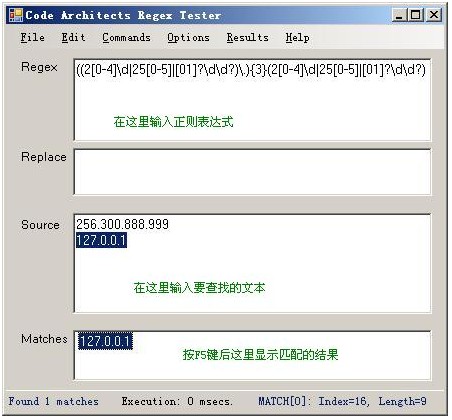 Code Architects Regex Tester
File Edit Commands Options Results Help
Regex
((2[0-4]\d|25[0-5]|[01]?\d\d?)\.){3}(2[0-4]\d|25[0-5]|[01]?\d\d?)
在这里输入正则表达式
Replace
Source
256.300.888.999
127.0.0.1
在这里输入要查找的文本
Matches
127.0.0.1
按F5键后这里显示匹配的结果
Found 1 matches Execution: 0 msecs. MATCH[0]: Index=16, Length=9